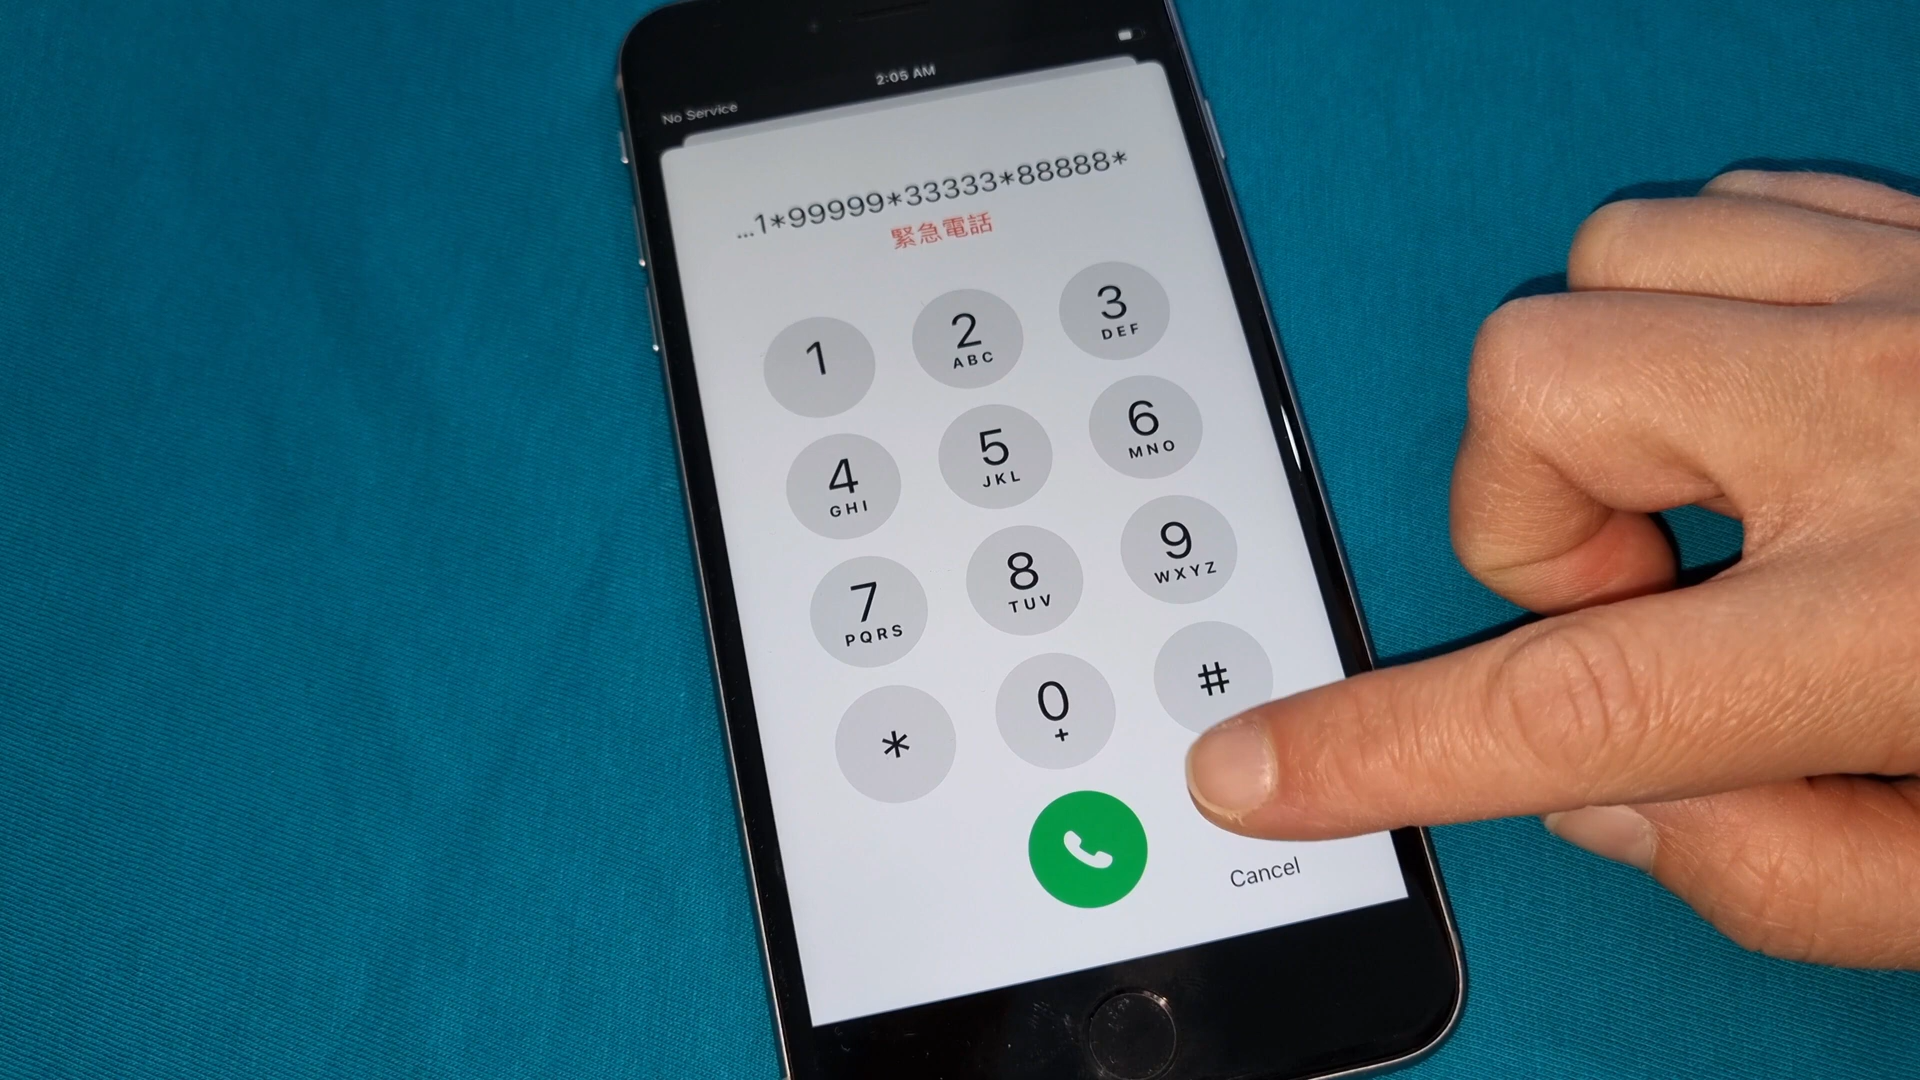 2:05 AM
No Service
...1*99999*33333*88888*
緊急電話
1
2
ABC
3
DEF
4
GHI
5
JKL
6
MNO
7
PQRS
8
TUV
9
WXYZ
*
0
+
#
Cancel